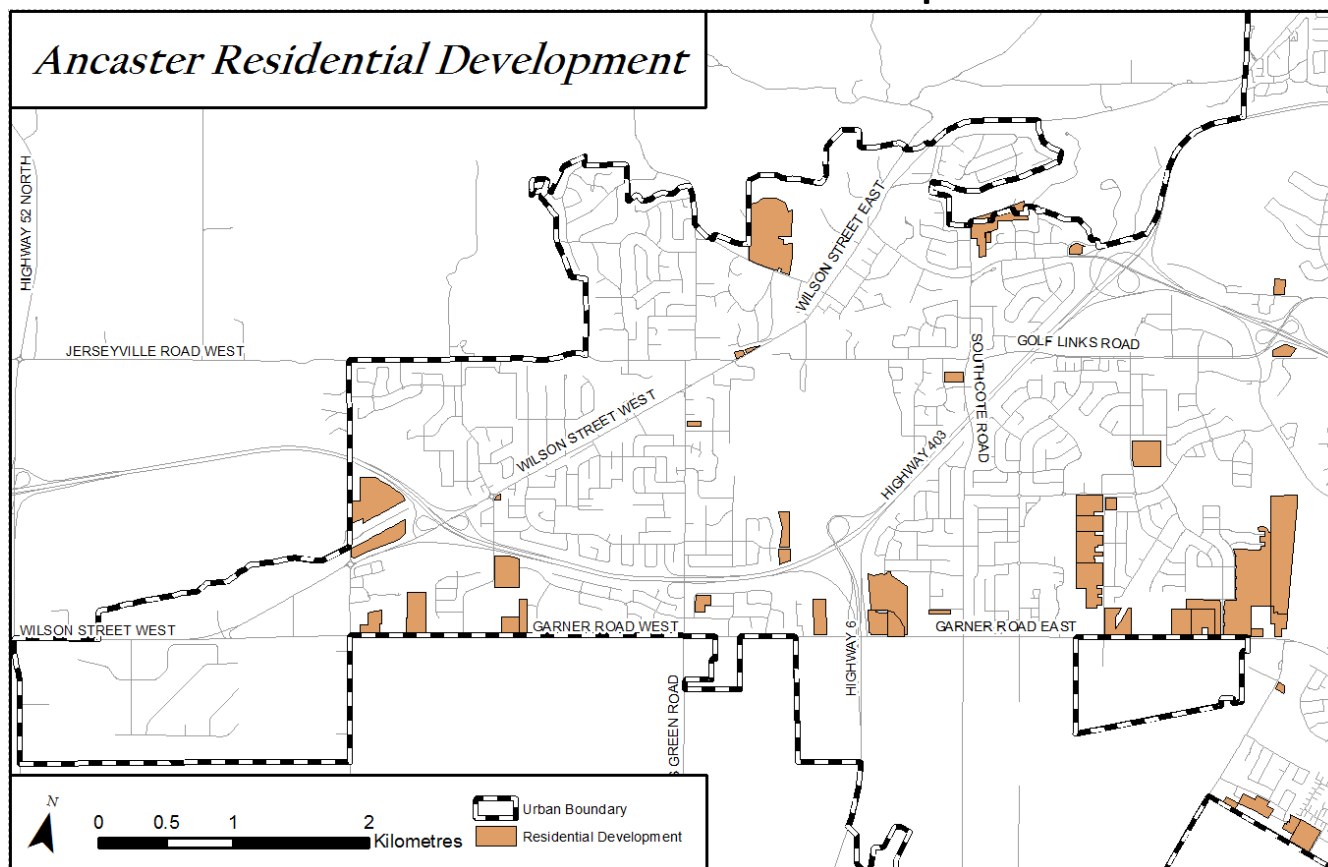 Ancaster Residential Development
HIGHWAY 52 NORTH
WILSON STREET EAST
JERSEYVILLE ROAD WEST
GOLF LINKS ROAD
SOUTHCOTE ROAD
WILSON STREET WEST
HIGHWAY 403
WILSON STREET WEST
GARNER ROAD WEST
GARNER ROAD EAST
HIGHWAY 6
S GREEN ROAD
N
0 0.5 1 2
Kilometres
Urban Boundary
Residential Development